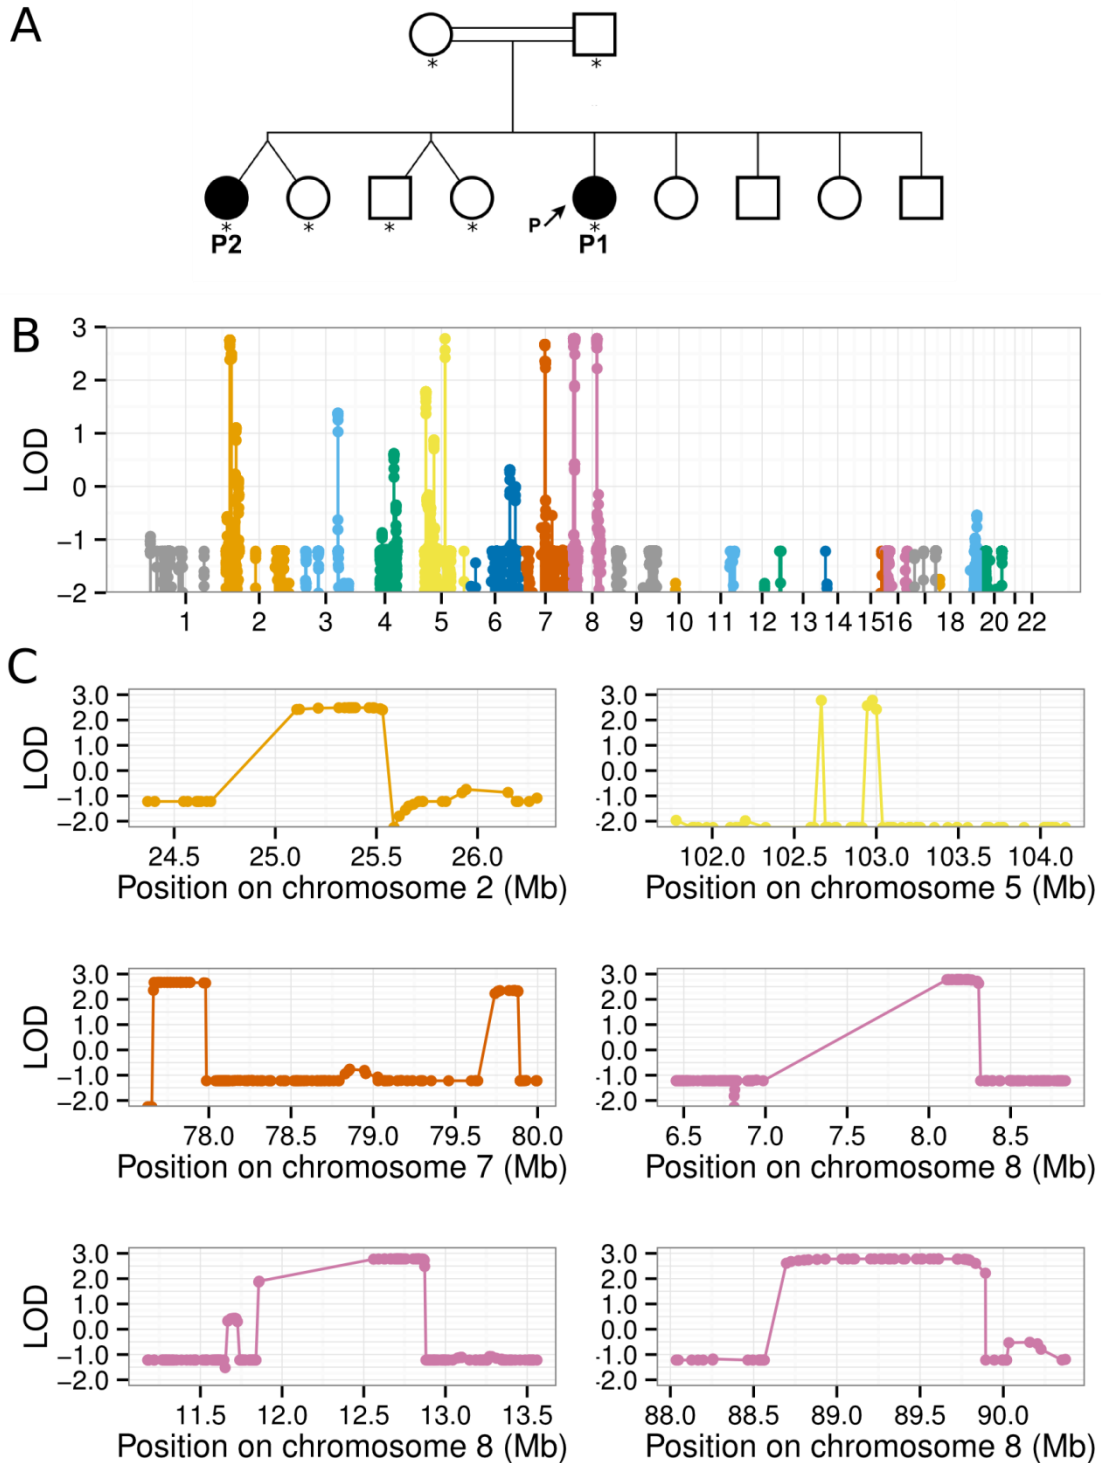 A
* *
P
* * * * *
P2 P1
B
3
2
1
0
−1
−2
LOD
1 2 3 4 5 6 7 8 9 10 11 12 13 14 15 16 18 20 22
C
3.0
2.0
1.0
0.0
−1.0
−2.0
LOD
24.5 25.0 25.5 26.0
Position on chromosome 2 (Mb)
3.0
2.0
1.0
0.0
-1.0
−2.0
102.0 102.5 103.0 103.5 104.0
Position on chromosome 5 (Mb)
3.0
2.0
1.0
0.0
−1.0
−2.0
LOD
78.0 78.5 79.0 79.5 80.0
Position on chromosome 7 (Mb)
3.0
2.0
1.0
0.0
-1.0
−2.0
6.5 7.0 7.5 8.0 8.5
Position on chromosome 8 (Mb)
3.0
2.0
1.0
0.0
−1.0
−2.0
LOD
11.5 12.0 12.5 13.0 13.5
Position on chromosome 8 (Mb)
3.0
2.0
1.0
0.0
-1.0
−2.0
88.0 88.5 89.0 89.5 90.0
Position on chromosome 8 (Mb)